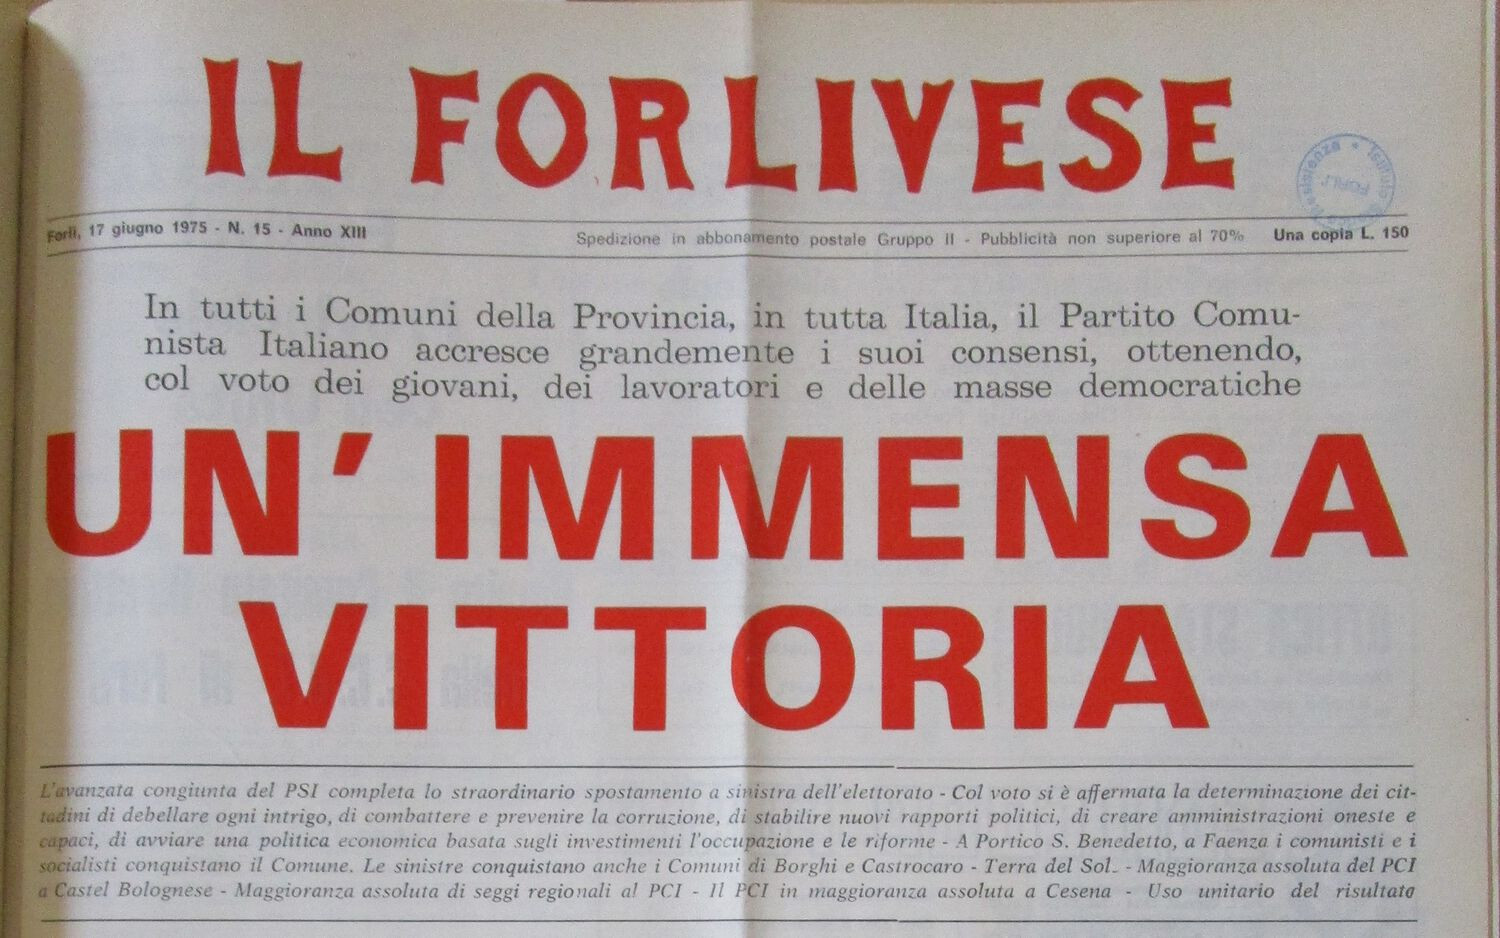 IL FORLIVESE
Istituto Resistenza
FORLI'
Forlì, 17 giugno 1975 - N. 15 - Anno XIII
Spedizione in abbonamento postale Gruppo II - Pubblicità non superiore al 70% Una copia L. 150
In tutti i Comuni della Provincia, in tutta Italia, il Partito Comu-
nista Italiano accresce grandemente i suoi consensi, ottenendo,
col voto dei giovani, dei lavoratori e delle masse democratiche
UN' IMMENSA
VITTORIA
L'avanzata congiunta del PSI completa lo straordinario spostamento a sinistra dell'elettorato - Col voto si è affermata la determinazione dei cit-
tadini di debellare ogni intrigo, di combattere e prevenire la corruzione, di stabilire nuovi rapporti politici, di creare amministrazioni oneste e
capaci, di avviare una politica economica basata sugli investimenti l'occupazione e le riforme - A Portico S. Benedetto, a Faenza i comunisti e i
socialisti conquistano il Comune. Le sinistre conquistano anche i Comuni di Borghi e Castrocaro - Terra del Sol. - Maggioranza assoluta del PCI
a Castel Bolognese - Maggioranza assoluta di seggi regionali al PCI - Il PCI in maggioranza assoluta a Cesena - Uso unitario del risultato